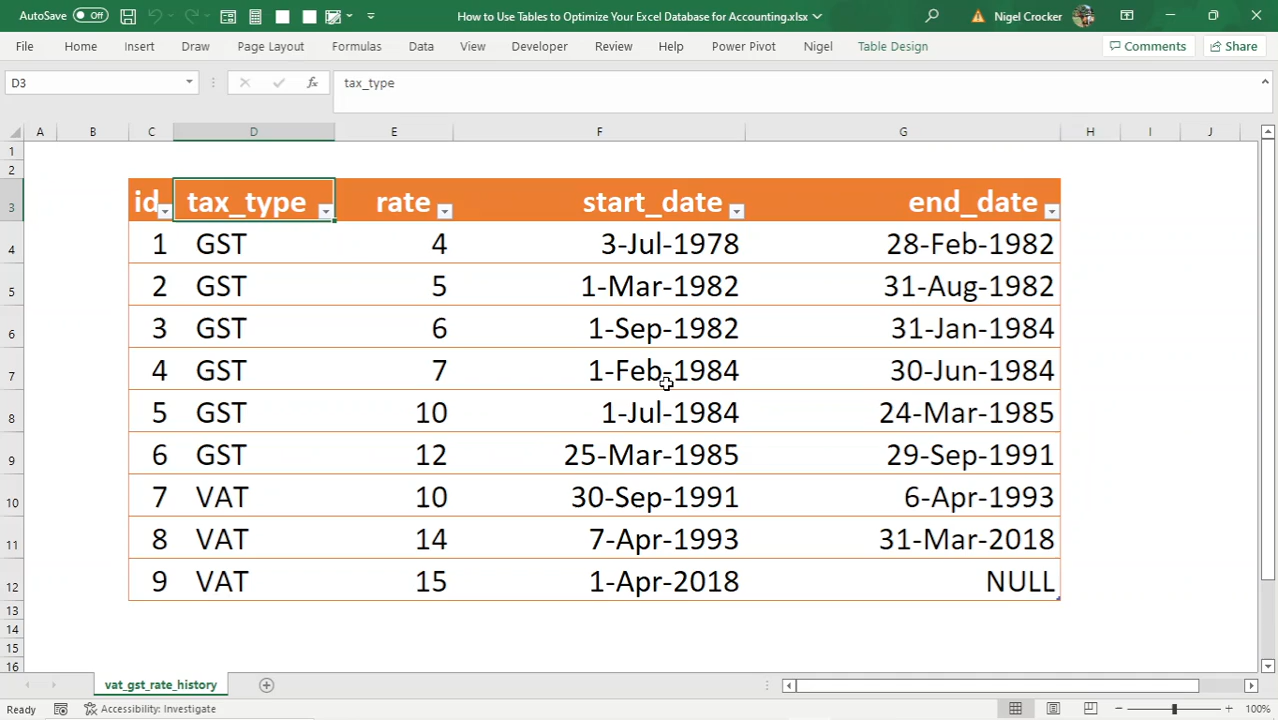 AutoSave Off How to Use Tables to Optimize Your Excel Database for Accounting.xlsx Nigel Crocker
File Home Insert Draw Page Layout Formulas Data View Developer Review Help Power Pivot Nigel Table Design Comments Share
D3 fx tax_type
A B C D E F G H I J
1
2
3 id tax_type rate start_date end_date
4 1 GST 4 3-Jul-1978 28-Feb-1982
5 2 GST 5 1-Mar-1982 31-Aug-1982
6 3 GST 6 1-Sep-1982 31-Jan-1984
7 4 GST 7 1-Feb-1984 30-Jun-1984
8 5 GST 10 1-Jul-1984 24-Mar-1985
9 6 GST 12 25-Mar-1985 29-Sep-1991
10 7 VAT 10 30-Sep-1991 6-Apr-1993
11 8 VAT 14 7-Apr-1993 31-Mar-2018
12 9 VAT 15 1-Apr-2018 NULL
13
14
15
16
vat_gst_rate_history
Ready Accessibility: Investigate 100%